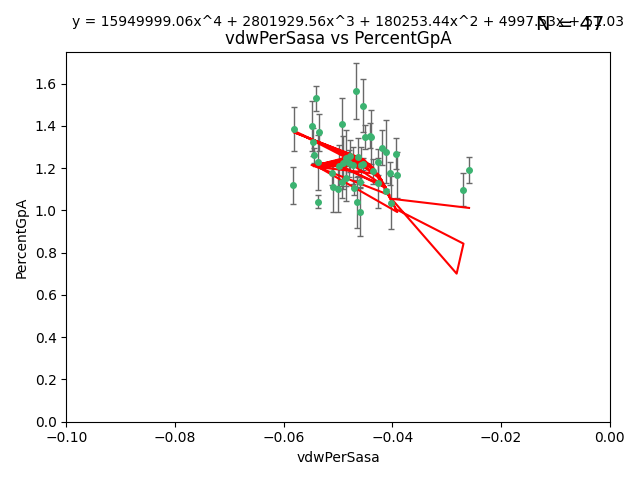 y = 15949999.06x^4 + 2801929.56x^3 + 180253.44x^2 + 4997.53x + 51.03
N = 47
vdwPerSasa vs PercentGpA
PercentGpA
1.6
1.4
1.2
1.0
0.8
0.6
0.4
0.2
0.0
−0.10 −0.08 −0.06 −0.04 −0.02 0.00
vdwPerSasa